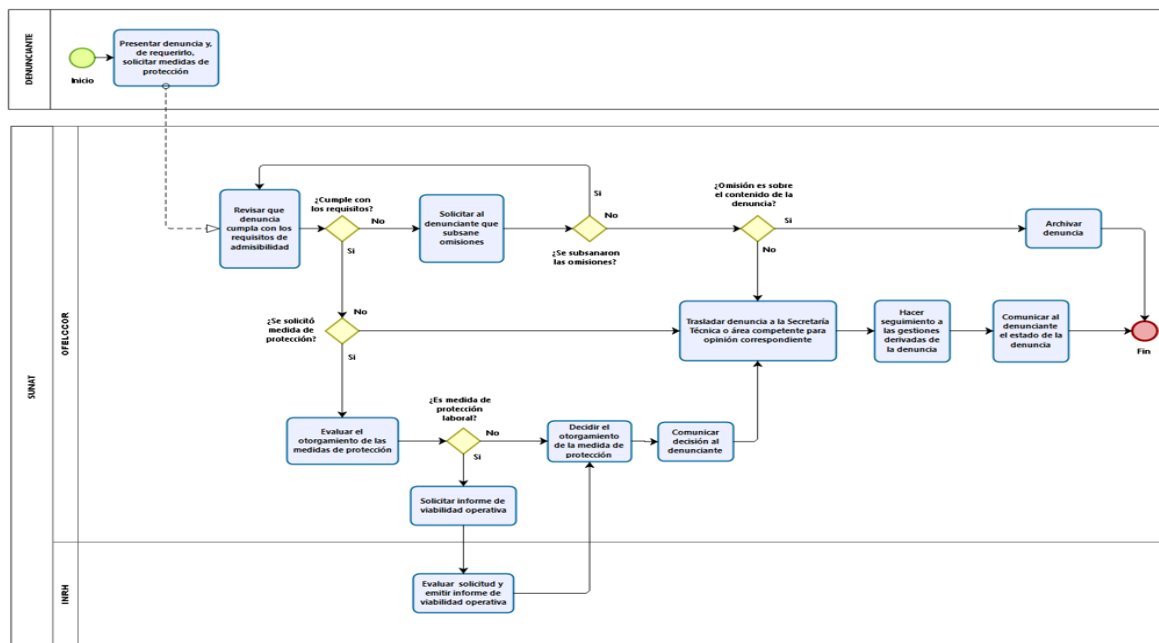 DENUNCIANTE
Inicio
Presentar denuncia y,
de requerirlo,
solicitar medidas de
protección
SUNAT
OFELCCOR
Revisar que
denuncia
cumpla con los
requisitos de
admisibilidad
¿Cumple con
los requisitos?
No
Si
Solicitar al
denunciante que
subsane
omisiones
Si
No
¿Se subsanaron
las omisiones?
¿Omisión es sobre
el contenido de la
denuncia?
Si
No
Archivar
denuncia
¿Se solicitó
medida de
protección?
No
Si
Trasladar denuncia a la Secretaría
Técnica o área competente para
opinión correspondiente
Hacer
seguimiento a
las gestiones
derivadas de la
denuncia
Comunicar al
denunciante
el estado de la
denuncia
Fin
Evaluar el
otorgamiento de las
medidas de protección
¿Es medida de
protección
laboral?
No
Si
Decidir el
otorgamiento
de la medida de
protección
Comunicar
decisión al
denunciante
Solicitar informe de
viabilidad operativa
INRH
Evaluar solicitud y
emitir informe de
viabilidad operativa